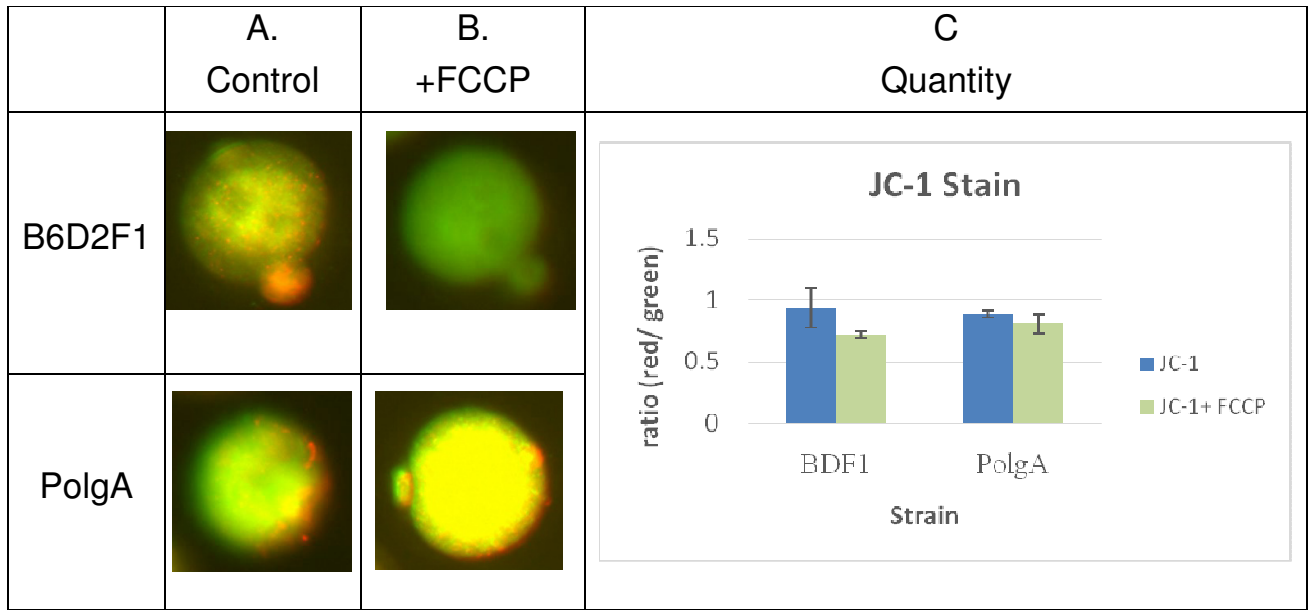 A.
Control
B.
+FCCP
C
Quantity
B6D2F1
JC-1 Stain
ratio (red/ green)
1.5
1
0.5
0
BDF1
PolgA
Strain
JC-1
JC-1+ FCCP
PolgA